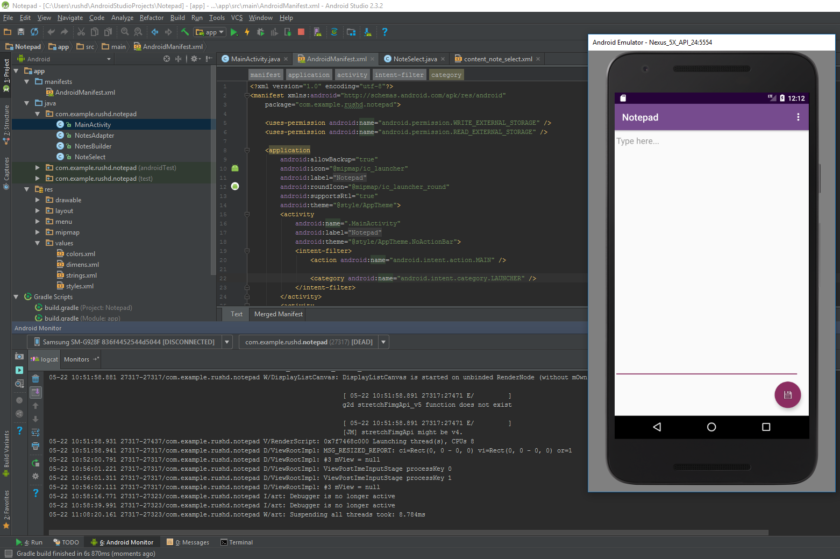 Notepad - [C:\Users\rushd\AndroidStudioProjects\Notepad] - [app] - ...\app\src\main\AndroidManifest.xml - Android Studio 2.3.2
File Edit View Navigate Code Analyze Refactor Build Run Tools VCS Window Help
app
Notepad app src main AndroidManifest.xml
Android
MainActivity.java AndroidManifest.xml NoteSelect.java content_note_select.xml
manifest application activity intent-filter category
1: Project
Structure
Captures
Build Variants
2: Favorites
app
manifests
AndroidManifest.xml
java
com.example.rushd.notepad
MainActivity
NotesAdapter
NotesBuilder
NoteSelect
com.example.rushd.notepad (androidTest)
com.example.rushd.notepad (test)
res
drawable
layout
menu
mipmap
values
colors.xml
dimens.xml
strings.xml
styles.xml
Gradle Scripts
build.gradle (Project: Notepad)
build.gradle (Module: app)
<?xml version="1.0" encoding="utf-8"?>
<manifest xmlns:android="http://schemas.android.com/apk/res/android"
package="com.example.rushd.notepad">
<uses-permission android:name="android.permission.WRITE_EXTERNAL_STORAGE" />
<uses-permission android:name="android.permission.READ_EXTERNAL_STORAGE" />
<application
android:allowBackup="true"
android:icon="@mipmap/ic_launcher"
android:label="Notepad"
android:roundIcon="@mipmap/ic_launcher_round"
android:supportsRtl="true"
android:theme="@style/AppTheme">
<activity
android:name=".MainActivity"
android:label="Notepad"
android:theme="@style/AppTheme.NoActionBar">
<intent-filter>
<action android:name="android.intent.action.MAIN" />
<category android:name="android.intent.category.LAUNCHER" />
</intent-filter>
</activity>
<activity
Text Merged Manifest
Android Monitor
Samsung SM-G928F 836f4452544d5044 [DISCONNECTED] com.example.rushd.notepad (27317) [DEAD]
logcat Monitors
05-22 10:51:58.881 27317-27317/com.example.rushd.notepad W/DisplayListCanvas: DisplayListCanvas is started on unbinded RenderNode (without mOwn
[ 05-22 10:51:58.891 27317:27471 E/ ]
g2d stretchFimgApi_v5 function does not exist
[ 05-22 10:51:58.891 27317:27471 E/ ]
[JM] stretchFimgApi might be v4.
05-22 10:51:58.931 27317-27437/com.example.rushd.notepad V/RenderScript: 0x7f7468c000 Launching thread(s), CPUs 8
05-22 10:51:58.941 27317-27317/com.example.rushd.notepad D/ViewRootImpl: MSG_RESIZED_REPORT: ci=Rect(0, 0 - 0, 0) vi=Rect(0, 0 - 0, 0) or=1
05-22 10:52:00.791 27317-27317/com.example.rushd.notepad D/ViewRootImpl: #3 mView = null
05-22 10:56:01.221 27317-27317/com.example.rushd.notepad D/ViewRootImpl: ViewPostImeInputStage processKey 0
05-22 10:56:01.311 27317-27317/com.example.rushd.notepad D/ViewRootImpl: ViewPostImeInputStage processKey 1
05-22 10:56:02.111 27317-27317/com.example.rushd.notepad D/ViewRootImpl: #3 mView = null
05-22 10:58:16.771 27317-27323/com.example.rushd.notepad I/art: Debugger is no longer active
05-22 10:58:39.991 27317-27323/com.example.rushd.notepad I/art: Debugger is no longer active
05-22 11:08:20.161 27317-27323/com.example.rushd.notepad W/art: Suspending all threads took: 8.784ms
4: Run TODO 6: Android Monitor 0: Messages Terminal
Gradle build finished in 6s 870ms (moments ago)
Android Emulator - Nexus_5X_API_24:5554
12:12
Notepad
Type here...